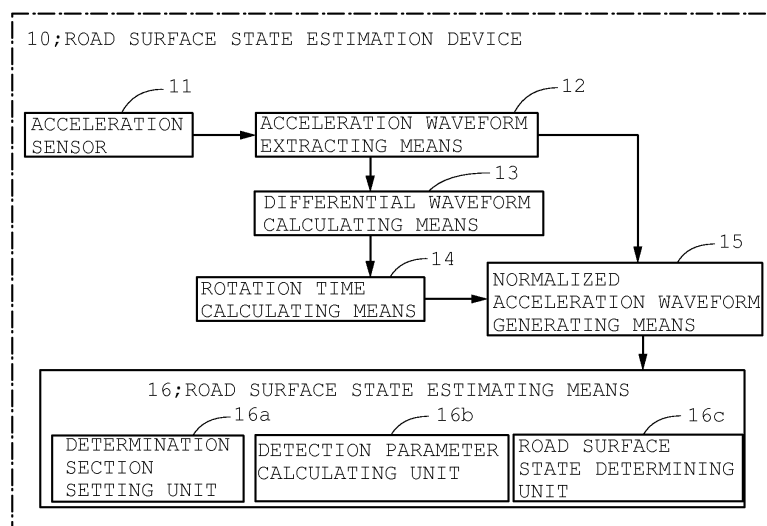 10;ROAD SURFACE STATE ESTIMATION DEVICE
11
ACCELERATION
SENSOR
12
ACCELERATION WAVEFORM
EXTRACTING MEANS
13
DIFFERENTIAL WAVEFORM
CALCULATING MEANS
14
ROTATION TIME
CALCULATING MEANS
15
NORMALIZED
ACCELERATION WAVEFORM
GENERATING MEANS
16;ROAD SURFACE STATE ESTIMATING MEANS
16a
DETERMINATION
SECTION
SETTING UNIT
16b
DETECTION PARAMETER
CALCULATING UNIT
16c
ROAD SURFACE
STATE DETERMINING
UNIT